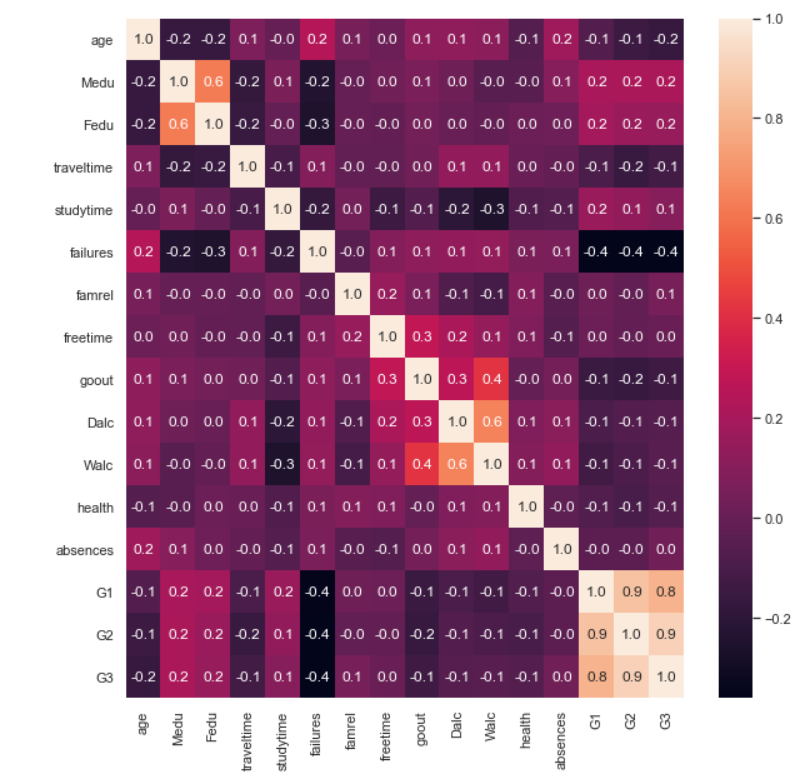 age 1.0 -0.2 -0.2 0.1 -0.0 0.2 0.1 0.0 0.1 0.1 0.1 -0.1 0.2 -0.1 -0.1 -0.2
Medu -0.2 1.0 0.6 -0.2 0.1 -0.2 -0.0 0.0 0.1 0.0 -0.0 -0.0 0.1 0.2 0.2 0.2
Fedu -0.2 0.6 1.0 -0.2 -0.0 -0.3 -0.0 -0.0 0.0 0.0 -0.0 0.0 0.0 0.2 0.2 0.2
traveltime 0.1 -0.2 -0.2 1.0 -0.1 0.1 -0.0 -0.0 0.0 0.1 0.1 0.0 -0.0 -0.1 -0.2 -0.1
studytime -0.0 0.1 -0.0 -0.1 1.0 -0.2 0.0 -0.1 -0.1 -0.2 -0.3 -0.1 -0.1 0.2 0.1 0.1
failures 0.2 -0.2 -0.3 0.1 -0.2 1.0 -0.0 0.1 0.1 0.1 0.1 0.1 0.1 -0.4 -0.4 -0.4
famrel 0.1 -0.0 -0.0 -0.0 0.0 -0.0 1.0 0.2 0.1 -0.1 -0.1 0.1 -0.0 0.0 -0.0 0.1
freetime 0.0 0.0 -0.0 -0.0 -0.1 0.1 0.2 1.0 0.3 0.2 0.1 0.1 -0.1 0.0 -0.0 0.0
goout 0.1 0.1 0.0 0.0 -0.1 0.1 0.1 0.3 1.0 0.3 0.4 -0.0 0.0 -0.1 -0.2 -0.1
Dalc 0.1 0.0 0.0 0.1 -0.2 0.1 -0.1 0.2 0.3 1.0 0.6 0.1 0.1 -0.1 -0.1 -0.1
Walc 0.1 -0.0 -0.0 0.1 -0.3 0.1 -0.1 0.1 0.4 0.6 1.0 0.1 0.1 -0.1 -0.1 -0.1
health -0.1 -0.0 0.0 0.0 -0.1 0.1 0.1 0.1 -0.0 0.1 0.1 1.0 -0.0 -0.1 -0.1 -0.1
absences 0.2 0.1 0.0 -0.0 -0.1 0.1 -0.0 -0.1 0.0 0.1 0.1 -0.0 1.0 -0.0 -0.0 0.0
G1 -0.1 0.2 0.2 -0.1 0.2 -0.4 0.0 0.0 -0.1 -0.1 -0.1 -0.1 -0.0 1.0 0.9 0.8
G2 -0.1 0.2 0.2 -0.2 0.1 -0.4 -0.0 -0.0 -0.2 -0.1 -0.1 -0.1 -0.0 0.9 1.0 0.9
G3 -0.2 0.2 0.2 -0.1 0.1 -0.4 0.1 0.0 -0.1 -0.1 -0.1 -0.1 0.0 0.8 0.9 1.0
age Medu Fedu traveltime studytime failures famrel freetime goout Dalc Walc health absences G1 G2 G3
1.0
0.8
0.6
0.4
0.2
0.0
−0.2